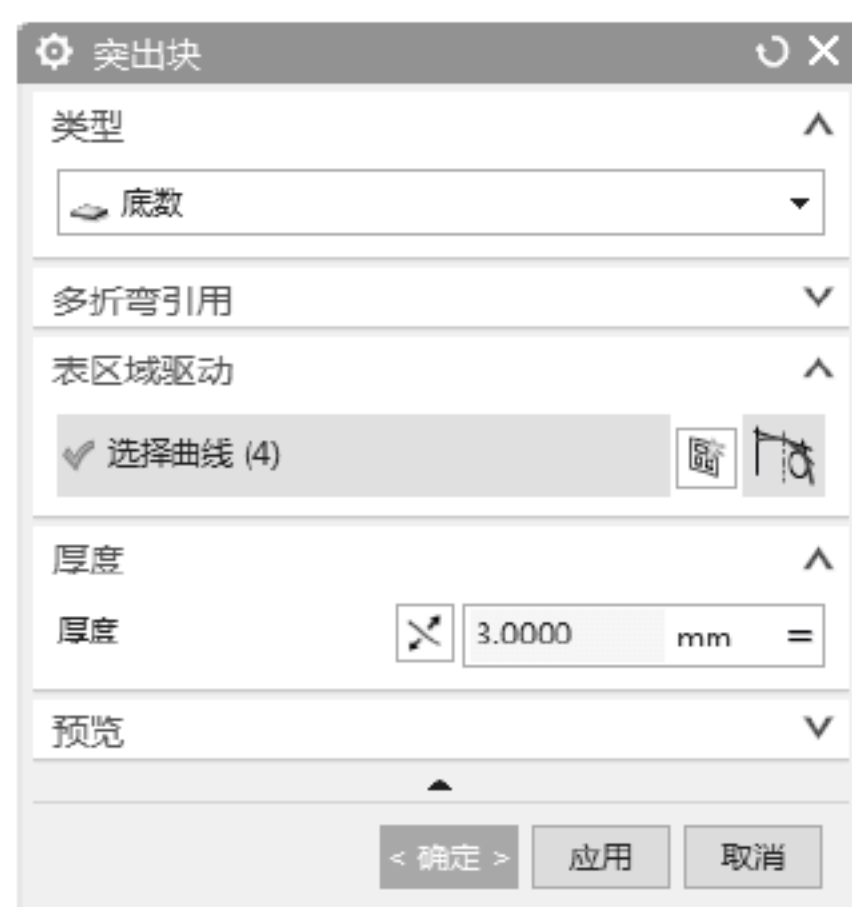 突出块
类型
底数
多折弯引用
表区域驱动
选择曲线 (4)
厚度
厚度 3.0000 mm =
预览
< 确定 > 应用 取消